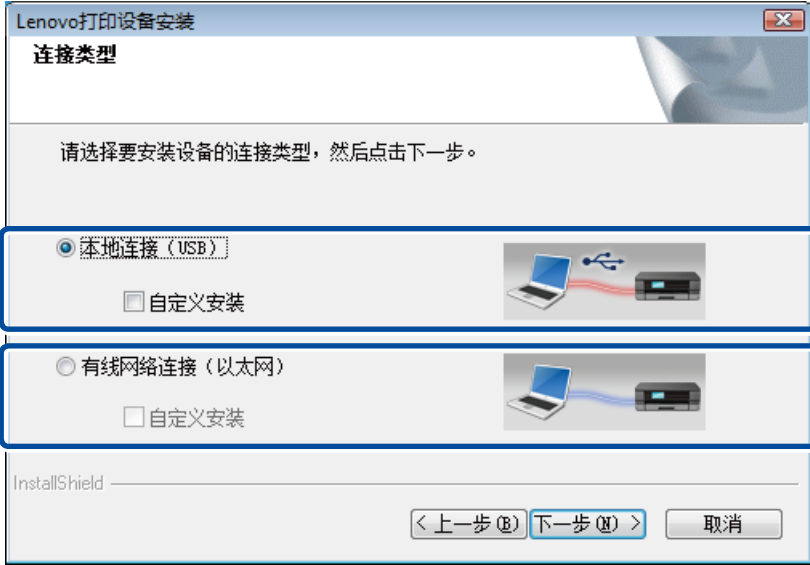 Lenovo打印设备安装
连接类型
请选择要安装设备的连接类型，然后点击下一步。
本地连接（USB）
自定义安装
有线网络连接（以太网）
自定义安装
InstallShield
< 上一步(B) 下一步(N) > 取消